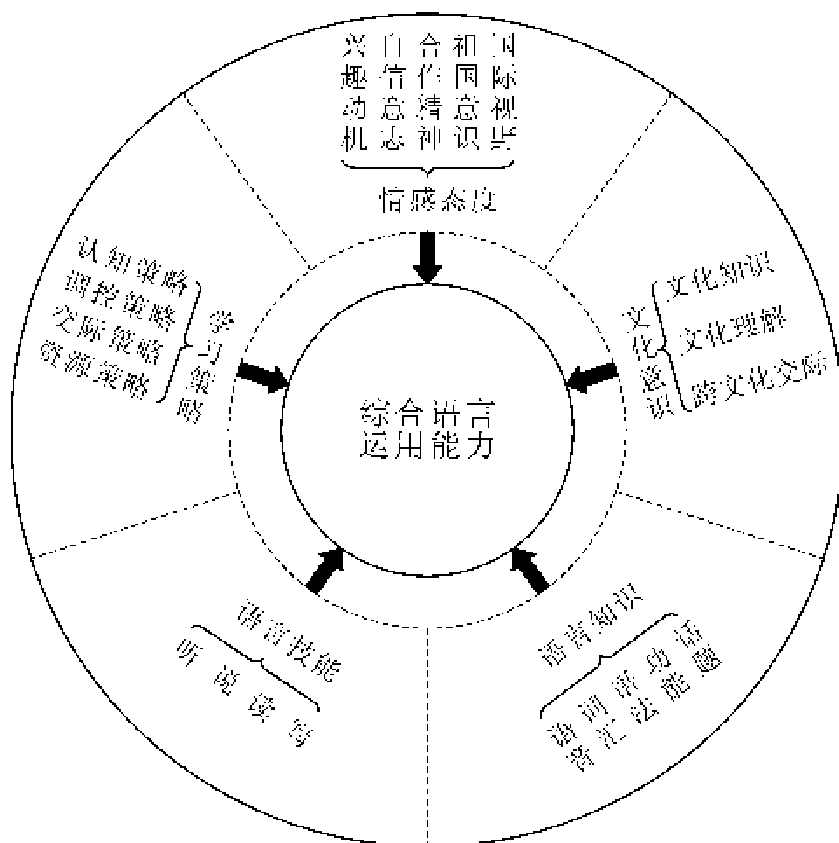 兴趣动机
自信意志
合作精神
祖国意识
国际视野
情感态度
认知策略
调控策略
交际策略
资源策略
学习策略
文化意识
文化知识
文化理解
跨文化交际
综合语言
运用能力
语言技能
听 说 读 写
语言知识
语音
词汇
语法
功能
话题